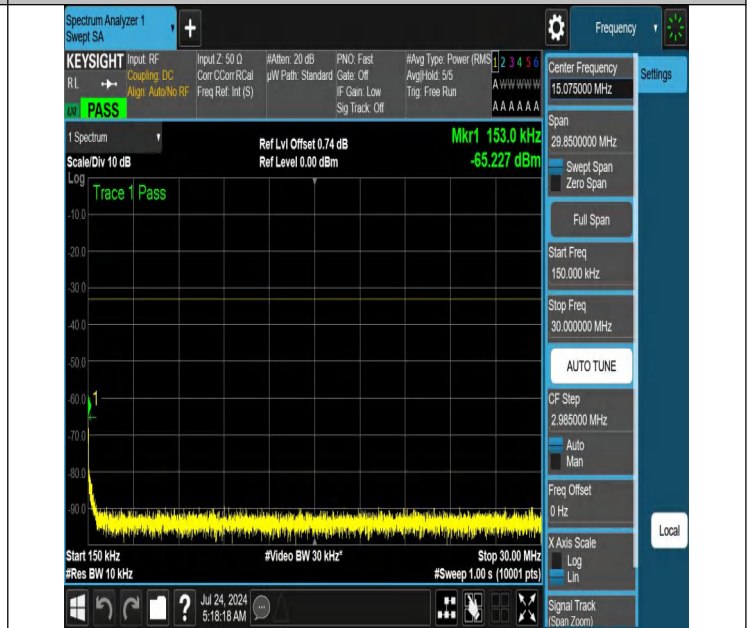 Spectrum Analyzer 1
Swept SA
+
Frequency
KEYSIGHT
RL
PASS
Input: RF
Coupling: DC
Align: Auto/No RF
Input Z: 50 Ω
Corr CCorr RCal
Freq Ref: Int (S)
#Atten: 20 dB
µW Path: Standard
PNO: Fast
Gate: Off
IF Gain: Low
Sig Track: Off
#Avg Type: Power (RMS
Avg|Hold: 5/5
Trig: Free Run
1 2 3 4 5 6
A W W W W W
A A A A A A
Center Frequency
15.075000 MHz
Settings
1 Spectrum
Scale/Div 10 dB
Ref Lvl Offset 0.74 dB
Ref Level 0.00 dBm
Mkr1 153.0 kHz
-65.227 dBm
Log
Trace 1 Pass
-10.0
-20.0
-30.0
-40.0
-50.0
-60.0
1
-70.0
-80.0
-90.0
Start 150 kHz
#Res BW 10 kHz
#Video BW 30 kHz*
Stop 30.00 MHz
#Sweep 1.00 s (10001 pts)
Span
29.8500000 MHz
Swept Span
Zero Span
Full Span
Start Freq
150.000 kHz
Stop Freq
30.000000 MHz
AUTO TUNE
CF Step
2.985000 MHz
Auto
Man
Freq Offset
0 Hz
X Axis Scale
Log
Lin
Local
Signal Track
(Span Zoom)
?
Jul 24, 2024
5:18:18 AM